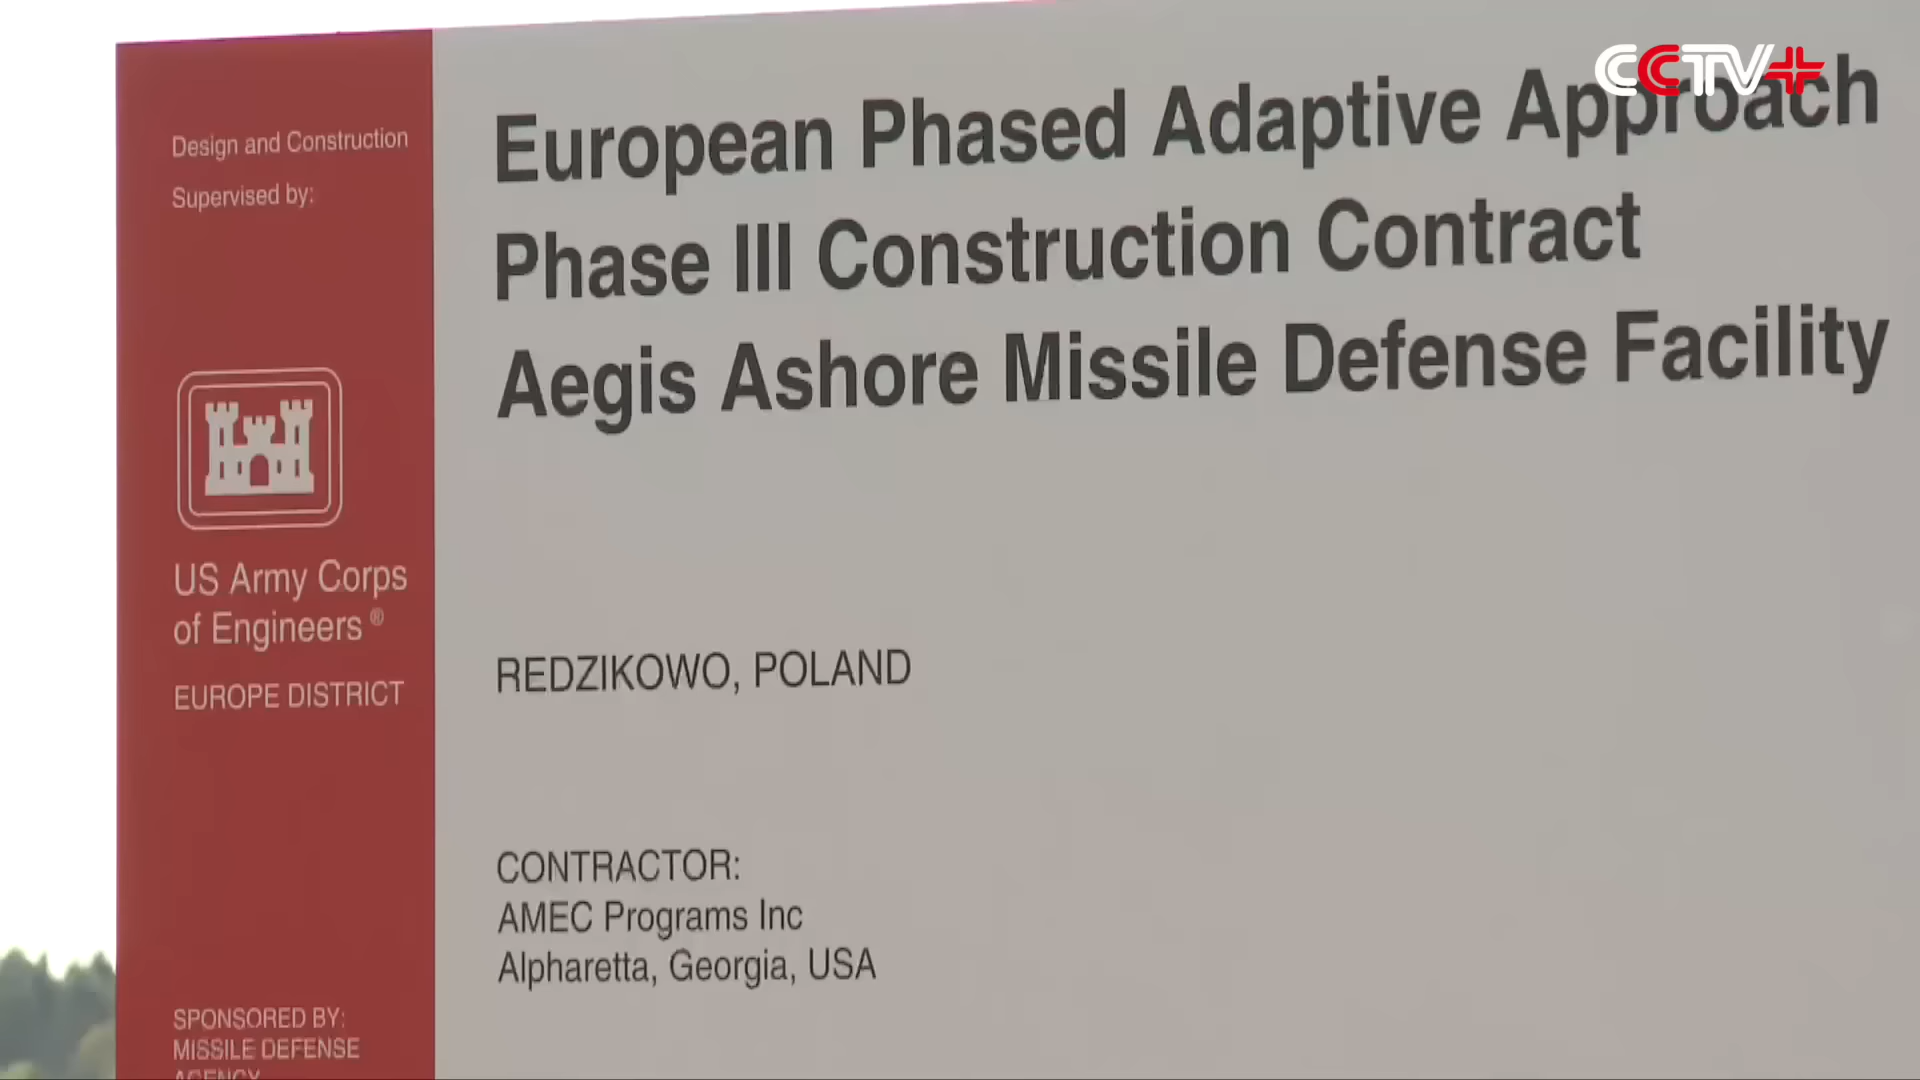 CCTV+
Design and Construction
Supervised by:
US Army Corps
of Engineers ®
EUROPE DISTRICT
SPONSORED BY:
MISSILE DEFENSE
AGENCY
European Phased Adaptive Approach
Phase III Construction Contract
Aegis Ashore Missile Defense Facility
REDZIKOWO, POLAND
CONTRACTOR:
AMEC Programs Inc
Alpharetta, Georgia, USA